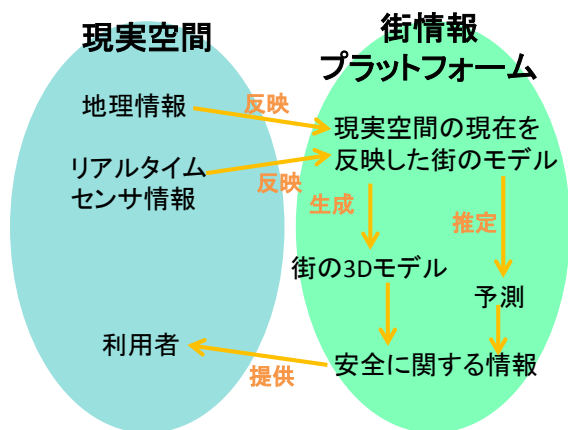 現実空間
街情報
プラットフォーム
地理情報
反映
現実空間の現在を
反映した街のモデル
リアルタイム
センサ情報
反映
生成
推定
街の3Dモデル
予測
利用者
提供
安全に関する情報